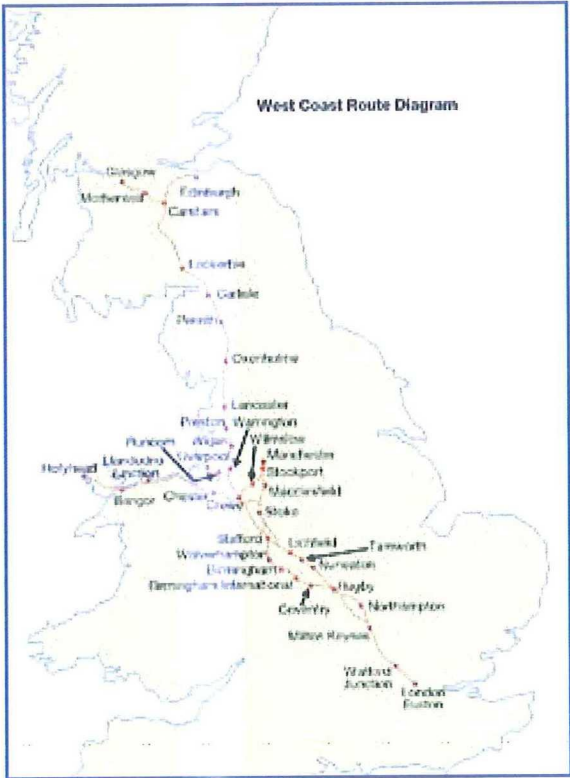 West Coast Route Diagram
Glasgow
Edinburgh
Motherwell
Carstairs
Lockerbie
Carlisle
Penrith
Oxenholme
Lancaster
Preston
Warrington
Runcorn
Wigan
Wilmslow
Liverpool
Manchester
Holyhead
Llandudno
Junction
Stockport
Macclesfield
Bangor
Chester
Crewe
Stoke
Stafford
Lichfield
Tamworth
Wolverhampton
Nuneaton
Birmingham
Birmingham International
Rugby
Coventry
Northampton
Milton Keynes
Watford
Junction
London
Euston